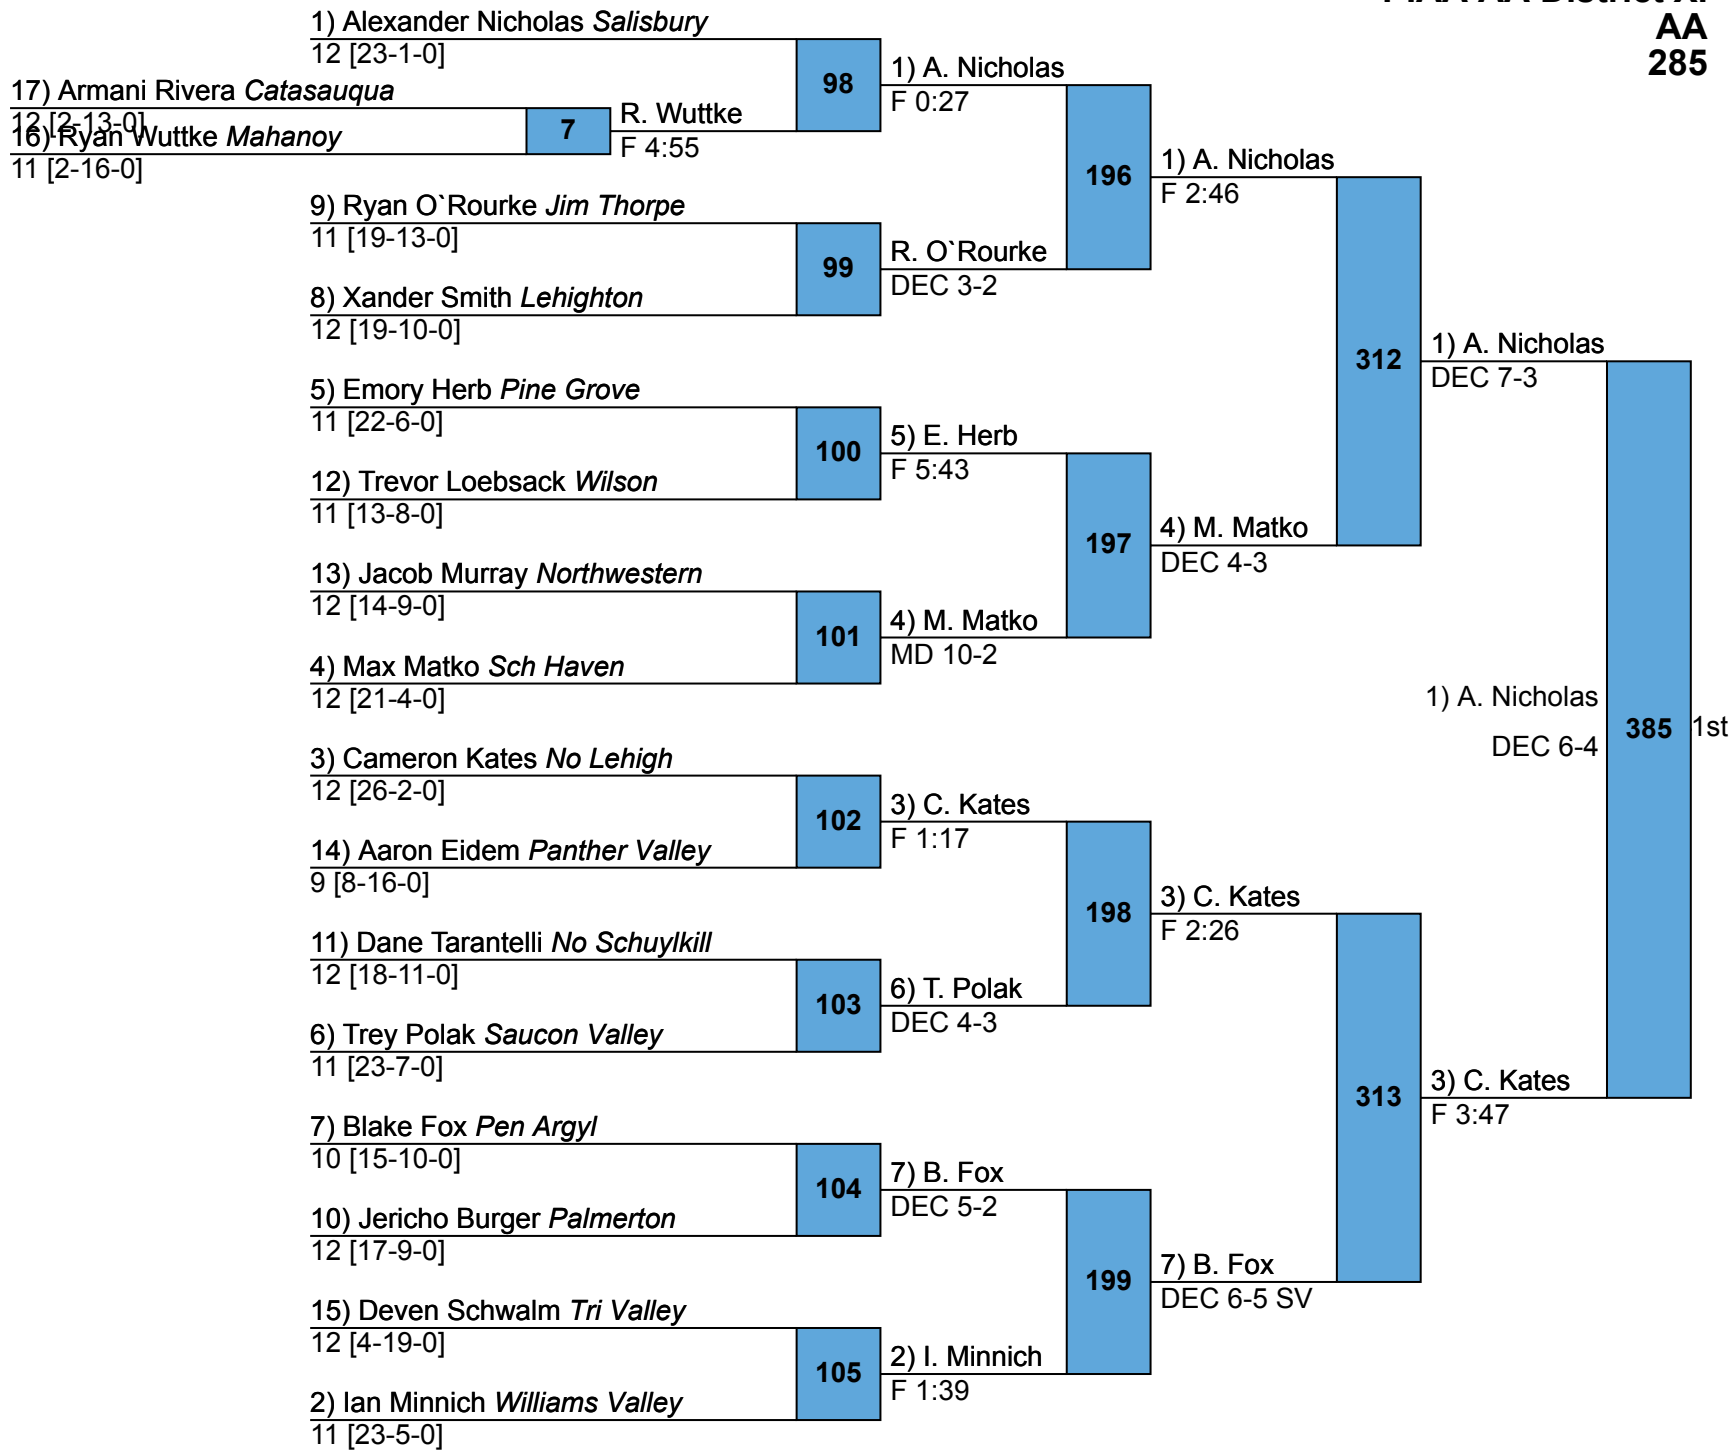 AA
285
1) Alexander Nicholas Salisbury
12 [23-1-0]
17) Armani Rivera Catasauqua
12 [2-13-0]
16) Ryan Wuttke Mahanoy
11 [2-16-0]
7
R. Wuttke
F 4:55
98
1) A. Nicholas
F 0:27
9) Ryan O`Rourke Jim Thorpe
11 [19-13-0]
8) Xander Smith Lehighton
12 [19-10-0]
99
R. O`Rourke
DEC 3-2
196
1) A. Nicholas
F 2:46
5) Emory Herb Pine Grove
11 [22-6-0]
12) Trevor Loebsack Wilson
11 [13-8-0]
100
5) E. Herb
F 5:43
13) Jacob Murray Northwestern
12 [14-9-0]
4) Max Matko Sch Haven
12 [21-4-0]
101
4) M. Matko
MD 10-2
197
4) M. Matko
DEC 4-3
312
1) A. Nicholas
DEC 7-3
3) Cameron Kates No Lehigh
12 [26-2-0]
14) Aaron Eidem Panther Valley
9 [8-16-0]
102
3) C. Kates
F 1:17
11) Dane Tarantelli No Schuylkill
12 [18-11-0]
6) Trey Polak Saucon Valley
11 [23-7-0]
103
6) T. Polak
DEC 4-3
198
3) C. Kates
F 2:26
7) Blake Fox Pen Argyl
10 [15-10-0]
10) Jericho Burger Palmerton
12 [17-9-0]
104
7) B. Fox
DEC 5-2
15) Deven Schwalm Tri Valley
12 [4-19-0]
2) Ian Minnich Williams Valley
11 [23-5-0]
105
2) I. Minnich
F 1:39
199
7) B. Fox
DEC 6-5 SV
313
3) C. Kates
F 3:47
1) A. Nicholas
DEC 6-4
385
1st